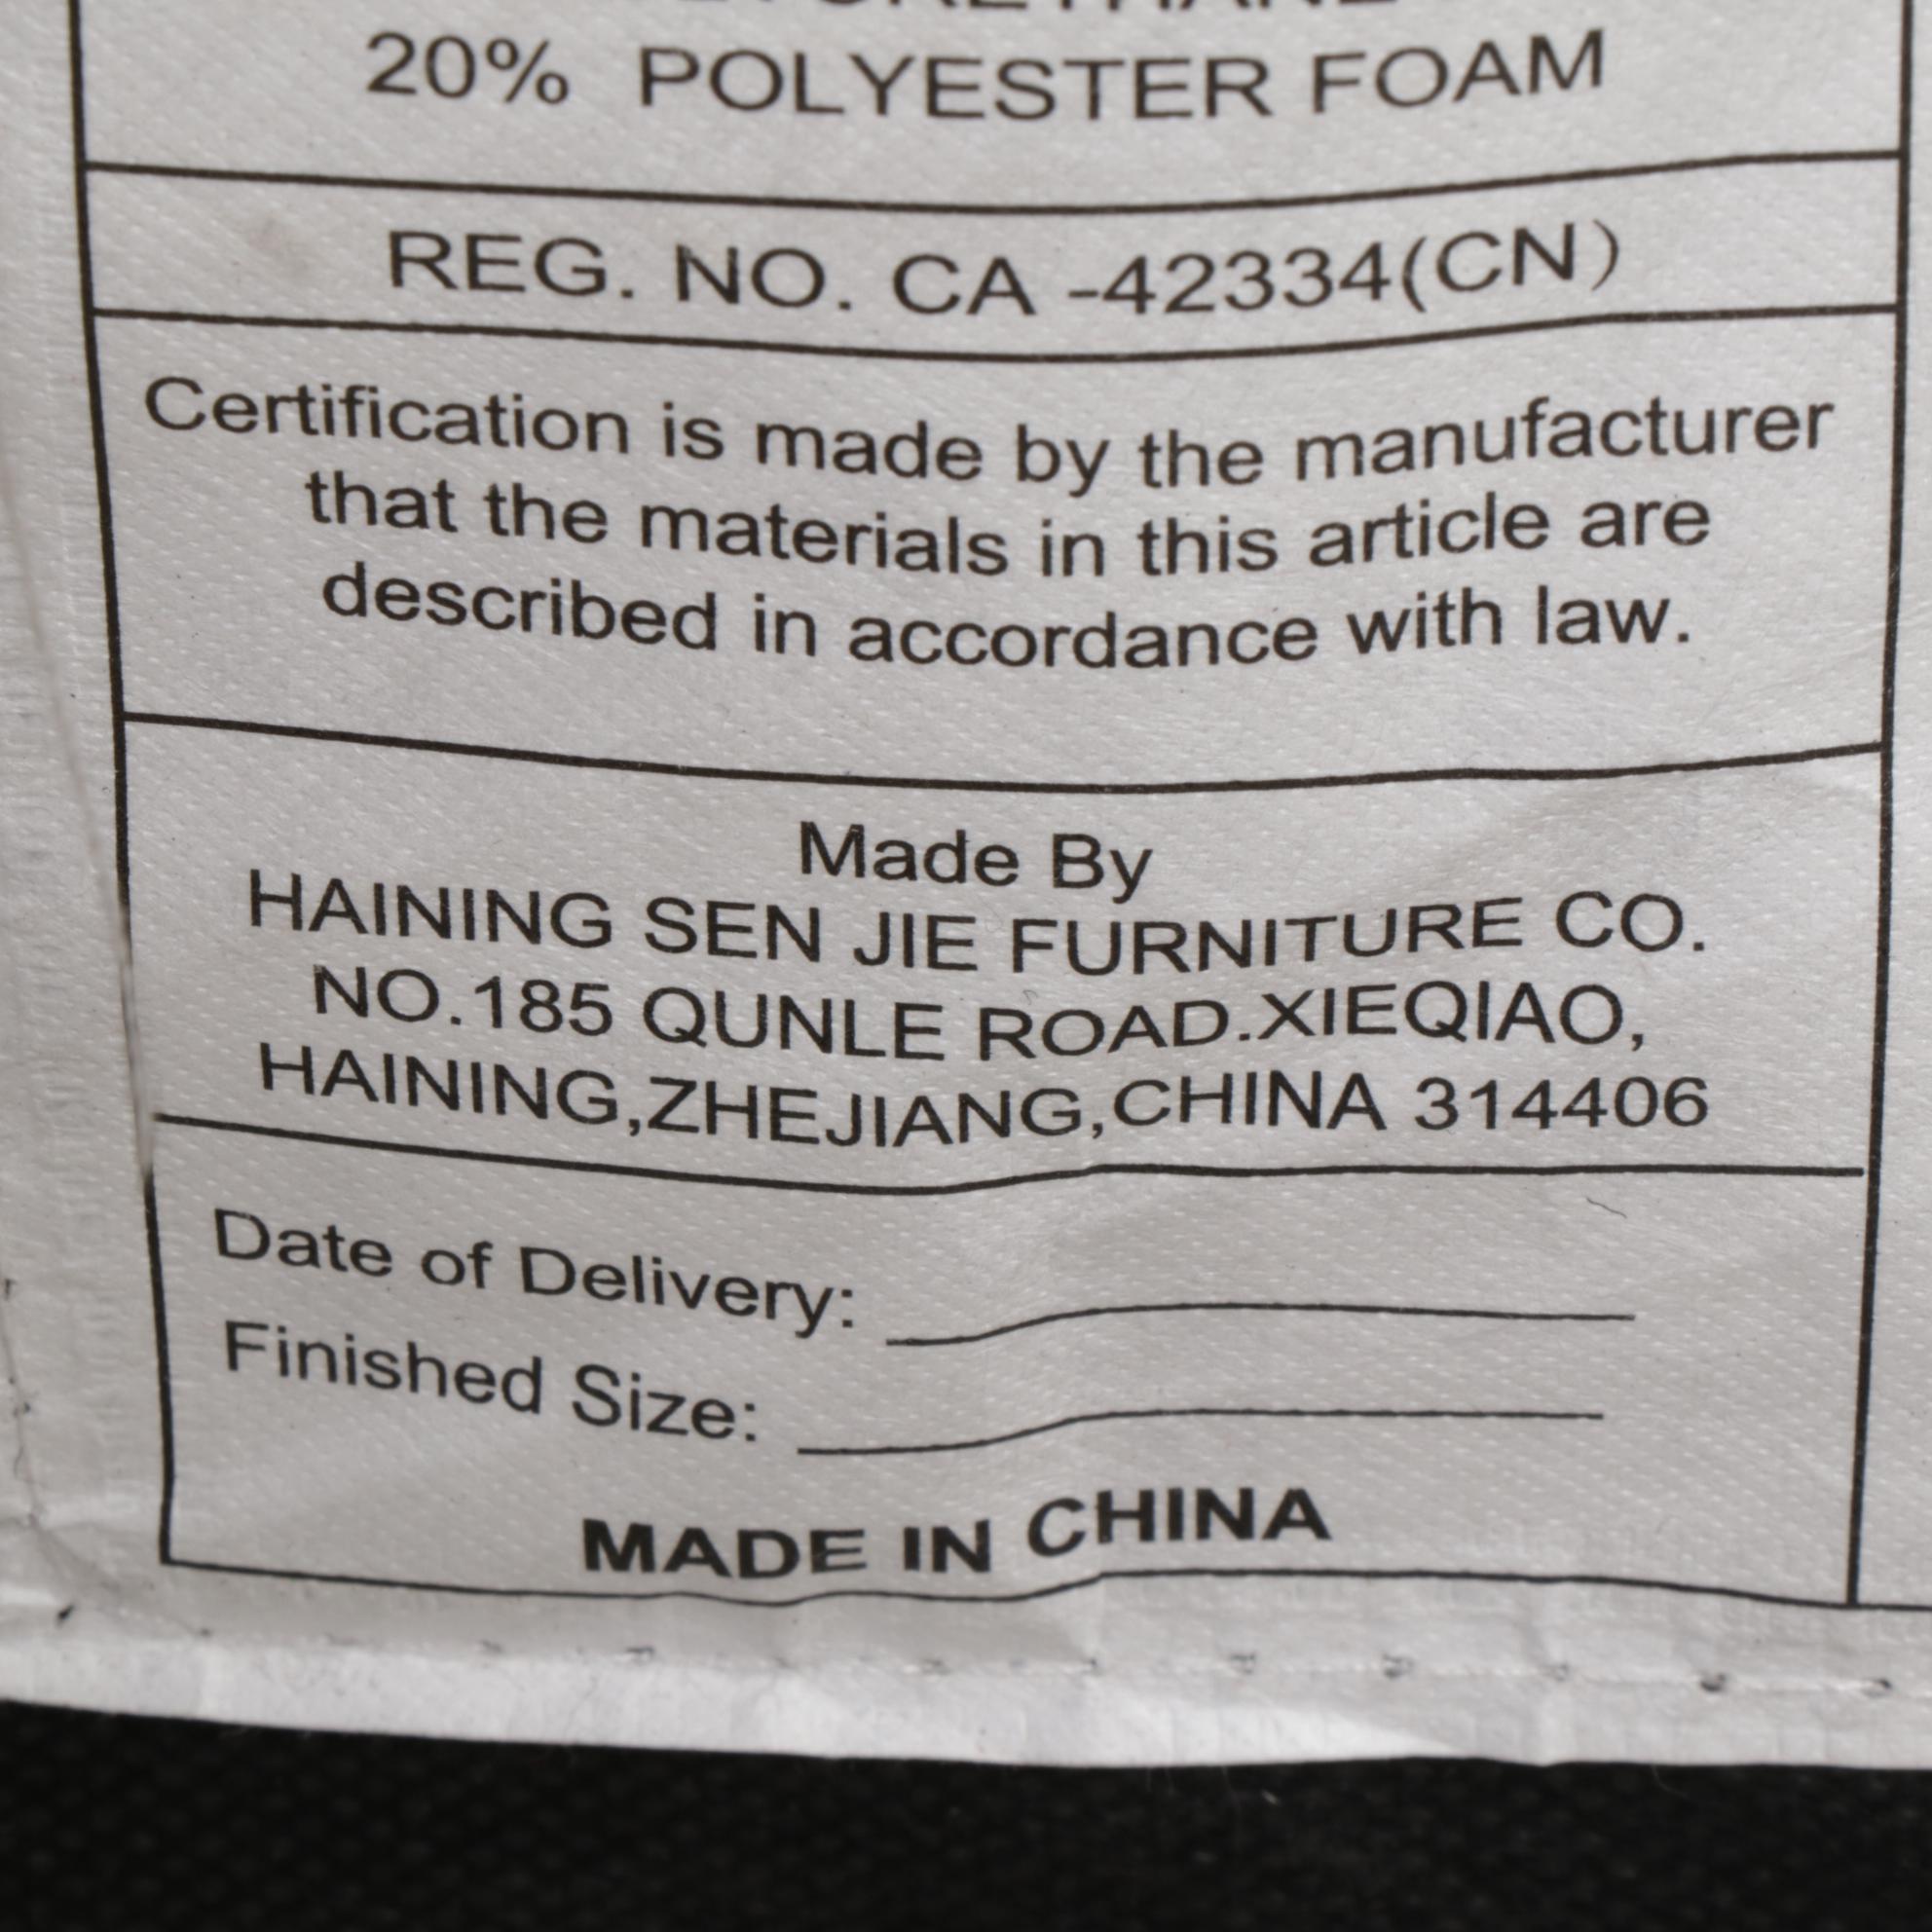 20% POLYESTER FOAM
REG. NO. CA -42334(CN)
Certification is made by the manufacturer
that the materials in this article are
described in accordance with law.
Made By
HAINING SEN JIE FURNITURE CO.
NO.185 QUNLE ROAD.XIEQIAO,
HAINING,ZHEJIANG,CHINA 314406
Date of Delivery:
Finished Size:
MADE IN CHINA